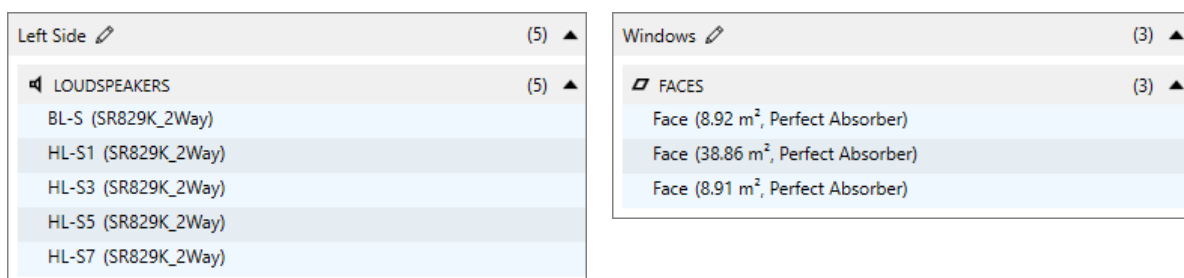 Left Side (5)
LOUDSPEAKERS (5)
BL-S (SR829K_2Way)
HL-S1 (SR829K_2Way)
HL-S3 (SR829K_2Way)
HL-S5 (SR829K_2Way)
HL-S7 (SR829K_2Way)
Windows (3)
FACES (3)
Face (8.92 m², Perfect Absorber)
Face (38.86 m², Perfect Absorber)
Face (8.91 m², Perfect Absorber)